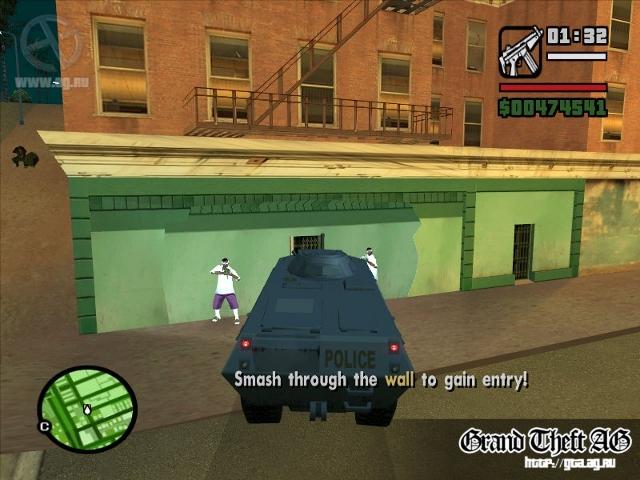 www.ag.ru
01:32
$00474541
POLICE
Smash through the wall to gain entry!
C
Grand Theft AG
http://gta.ag.ru